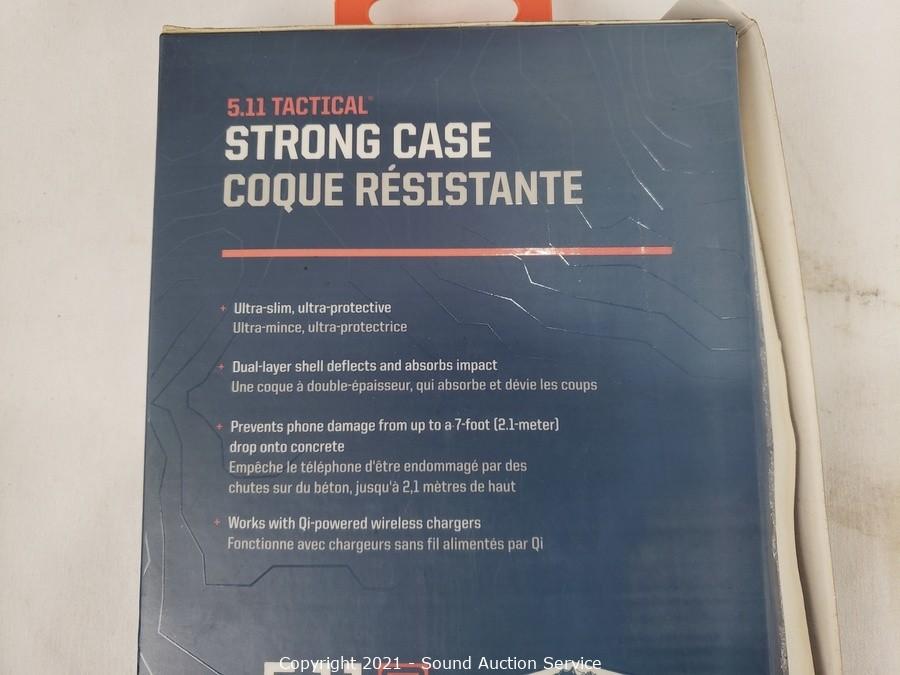 5.11 TACTICAL
STRONG CASE
COQUE RÉSISTANTE
+ Ultra-slim, ultra-protective
Ultra-mince, ultra-protectrice
+ Dual-layer shell deflects and absorbs impact
Une coque à double-épaisseur, qui absorbe et dévie les coups
+ Prevents phone damage from up to a 7-foot (2.1-meter)
drop onto concrete
Empêche le téléphone d'être endommagé par des
chutes sur du béton, jusqu'à 2,1 mètres de haut
+ Works with Qi-powered wireless chargers
Fonctionne avec chargeurs sans fil alimentés par Qi
Copyright 2021 - Sound Auction Service